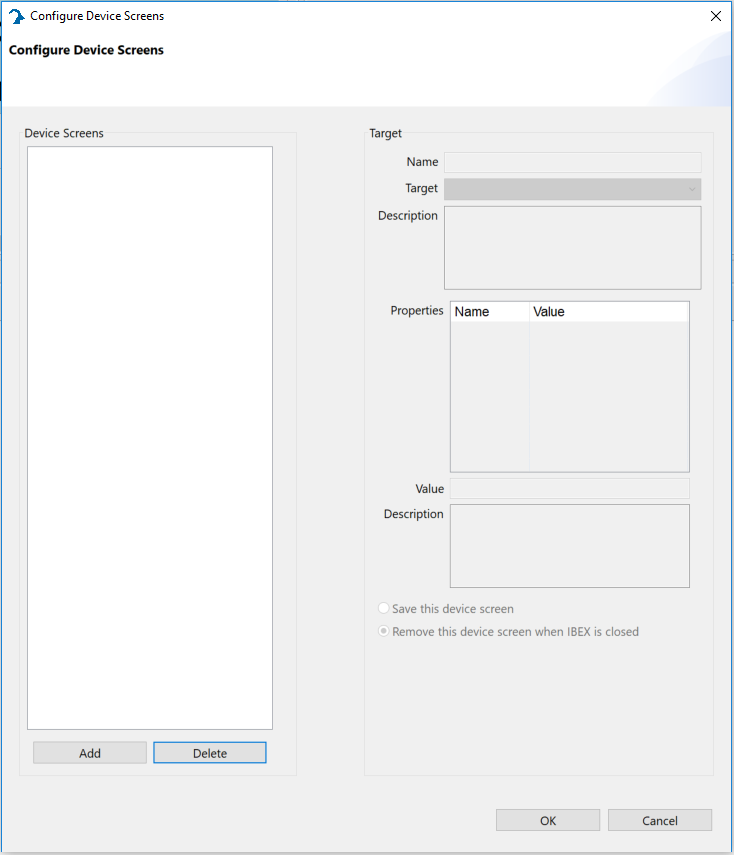 Configure Device Screens
Configure Device Screens
Device Screens
Target
Name
Target
Description
Properties
Name Value
Value
Description
Save this device screen
Remove this device screen when IBEX is closed
Add Delete
OK Cancel